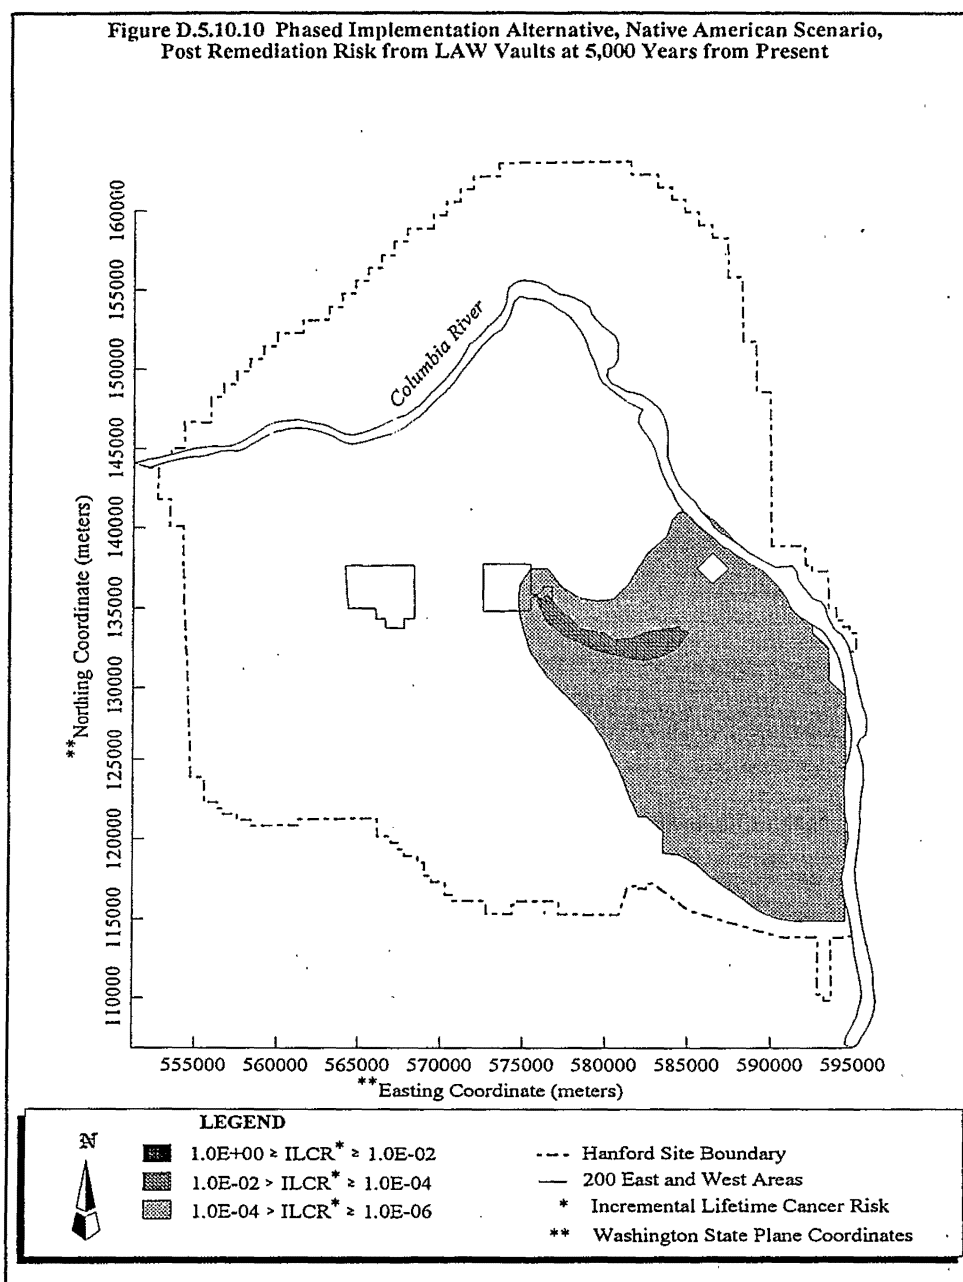 Figure D.5.10.10 Phased Implementation Alternative, Native American Scenario,
Post Remediation Risk from LAW Vaults at 5,000 Years from Present
160000
155000
150000
145000
140000
135000
130000
125000
120000
115000
110000
**Northing Coordinate (meters)
Columbia River
555000 560000 565000 570000 575000 580000 585000 590000 595000
**Easting Coordinate (meters)
LEGEND
N
1.0E+00 ≥ ILCR* ≥ 1.0E-02
1.0E-02 > ILCR* ≥ 1.0E-04
1.0E-04 > ILCR* ≥ 1.0E-06
Hanford Site Boundary
200 East and West Areas
* Incremental Lifetime Cancer Risk
** Washington State Plane Coordinates